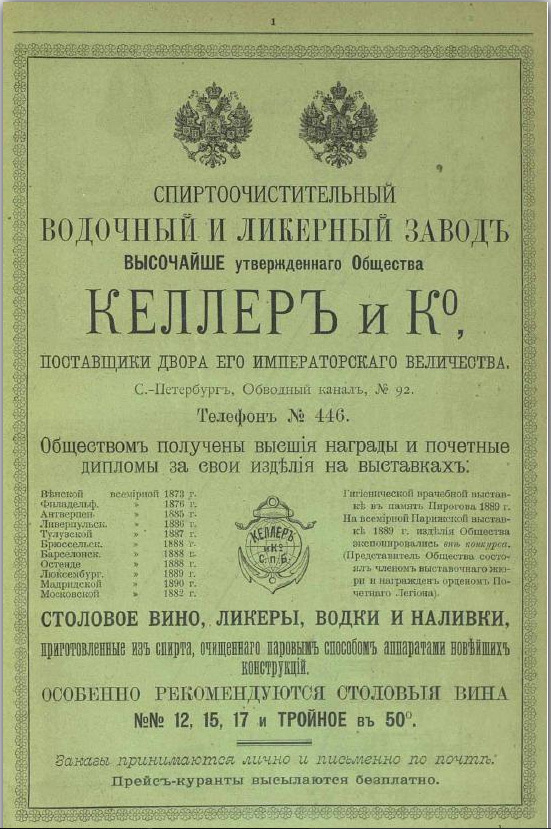 1
СПИРТООЧИСТИТЕЛЬНЫЙ
ВОДОЧНЫЙ И ЛИКЕРНЫЙ ЗАВОДЪ
ВЫСОЧАЙШЕ утвержденнаго Общества
КЕЛЛЕРЪ и Ко,
ПОСТАВЩИКИ ДВОРА ЕГО ИМПЕРАТОРСКАГО ВЕЛИЧЕСТВА.
С.-Петербургъ, Обводный каналъ, № 92.
Телефонъ № 446.
Обществомъ получены высшія награды и почетные
дипломы за свои издѣлія на выставкахъ:
Вѣнской всемірной 1873 г.
Филадельф. » 1876 г.
Антверпен. » 1885 г.
Ливерпульск. » 1886 г.
Тулузской » 1887 г.
Брюссельск. » 1888 г.
Барселонск. » 1888 г.
Остенде » 1888 г.
Люксембург. » 1889 г.
Мадридской » 1890 г.
Московской » 1882 г.
КЕЛЛЕРЪ
и Ко
С.П.Б.
Гигіенической врачебной выстав-
кѣ въ память Пирогова 1889 г.
На всемірной Парижской выстав-
кѣ 1889 г. издѣлія Общества
экспонировались внѣ конкурса,
(Представитель Общества состо-
ялъ членомъ выставочнаго жю-
ри и награжденъ орденомъ По-
четнаго Легіона).
СТОЛОВОЕ ВИНО, ЛИКЕРЫ, ВОДКИ И НАЛИВКИ,
приготовленные изъ спирта, очищеннаго паровымъ способомъ аппаратами новѣйшихъ
конструкцій.
ОСОБЕННО РЕКОМЕНДУЮТСЯ СТОЛОВЫЯ ВИНА
№№ 12, 15, 17 и ТРОЙНОЕ въ 50°.
Заказы принимаются лично и письменно по почтѣ.
Прейсъ-куранты высылаются безплатно.